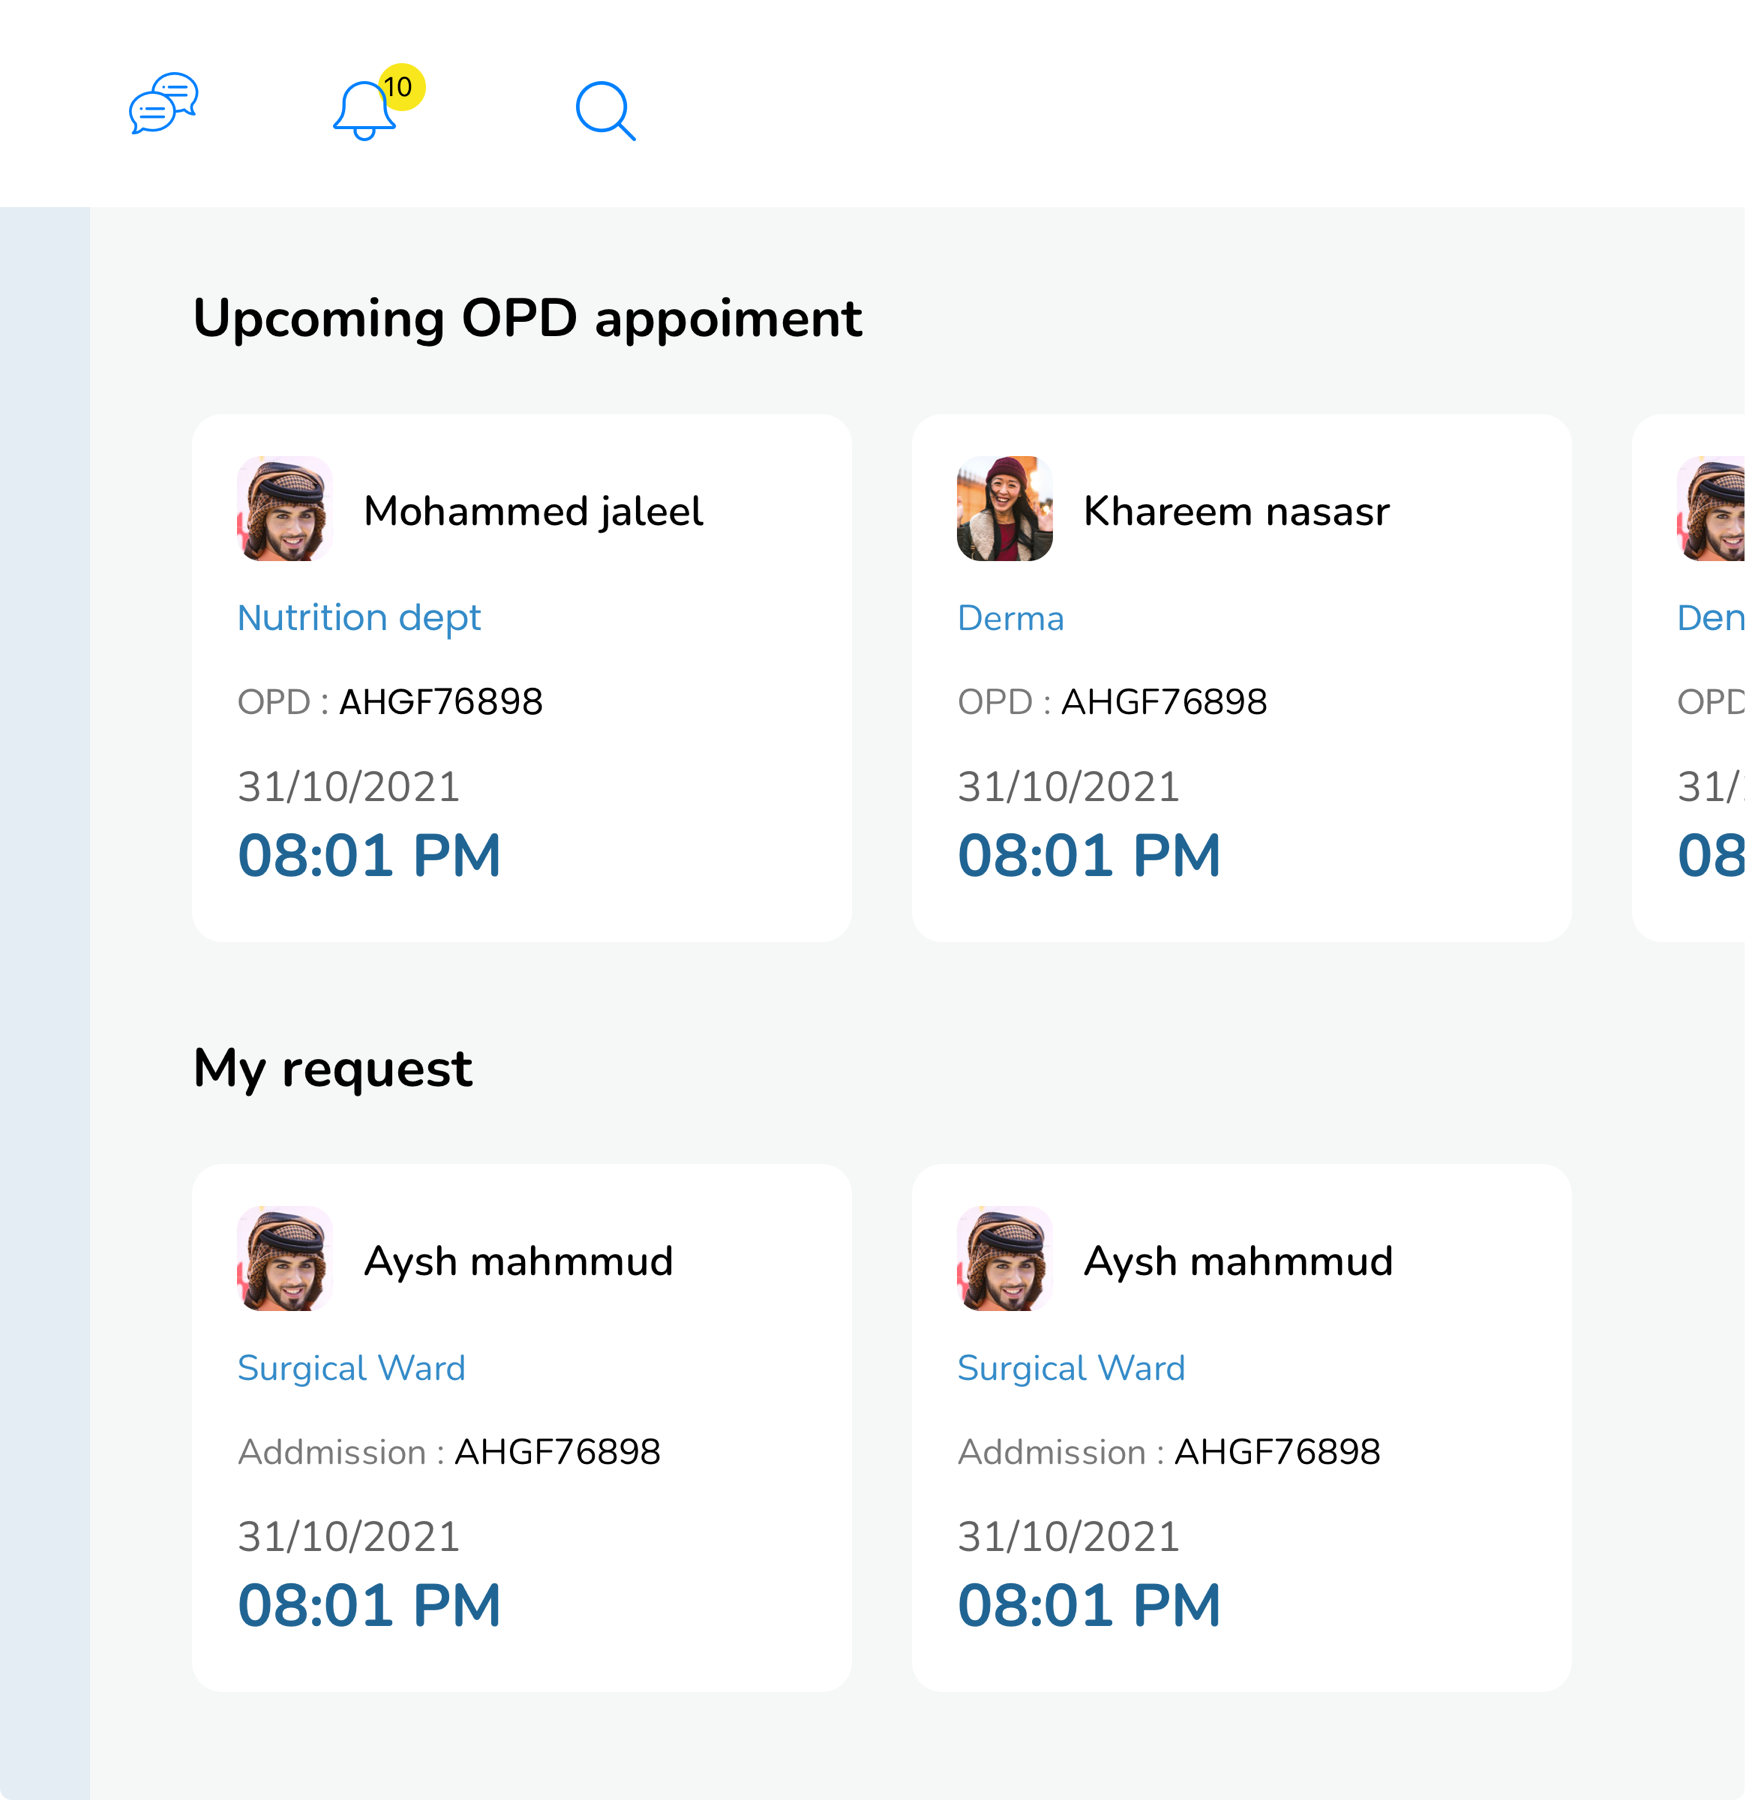 10
Upcoming OPD appoiment
Mohammed jaleel
Nutrition dept
OPD : AHGF76898
31/10/2021
08:01 PM
Khareem nasasr
Derma
OPD : AHGF76898
31/10/2021
08:01 PM
Den
OPD
31/
08
My request
Aysh mahmmud
Surgical Ward
Addmission : AHGF76898
31/10/2021
08:01 PM
Aysh mahmmud
Surgical Ward
Addmission : AHGF76898
31/10/2021
08:01 PM